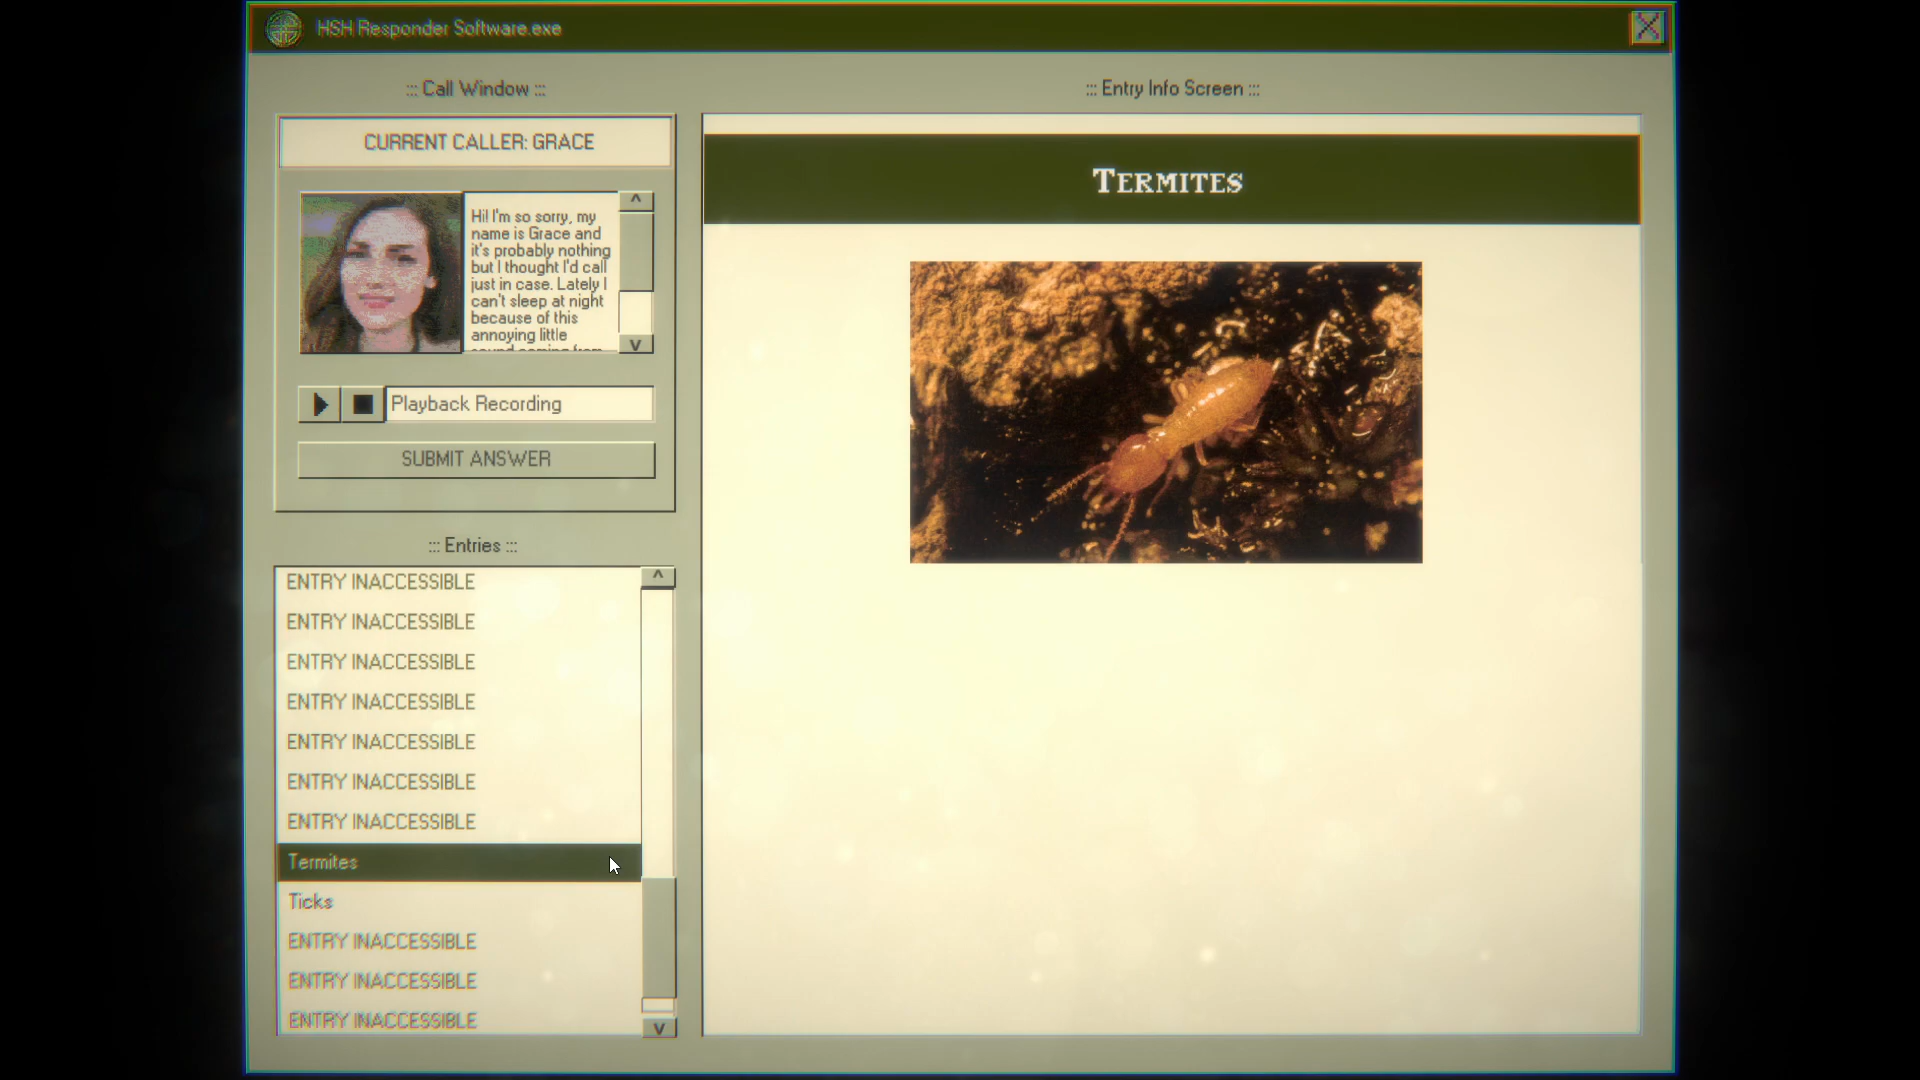 HSH Responder Software.exe
::: Call Window :::
::: Entry Info Screen :::
CURRENT CALLER: GRACE
TERMITES
Hi! I'm so sorry, my
name is Grace and
it's probably nothing
but I thought I'd call
just in case. Lately I
can't sleep at night
because of this
annoying little
sound coming from
Playback Recording
SUBMIT ANSWER
::: Entries :::
ENTRY INACCESSIBLE
ENTRY INACCESSIBLE
ENTRY INACCESSIBLE
ENTRY INACCESSIBLE
ENTRY INACCESSIBLE
ENTRY INACCESSIBLE
ENTRY INACCESSIBLE
Termites
Ticks
ENTRY INACCESSIBLE
ENTRY INACCESSIBLE
ENTRY INACCESSIBLE